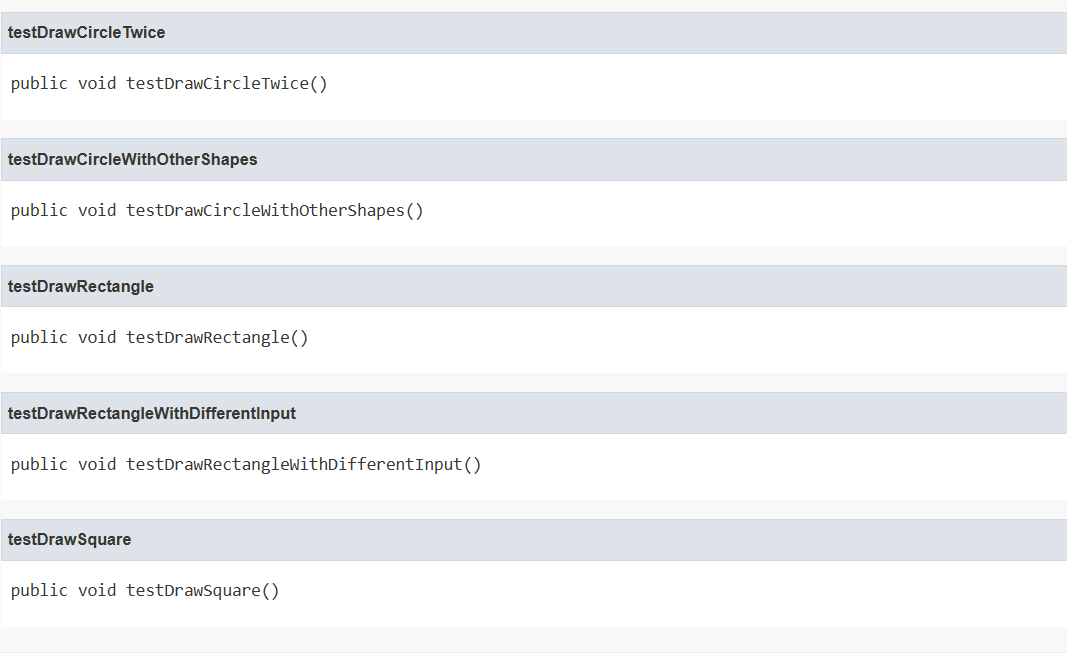 testDrawCircleTwice
public void testDrawCircleTwice()
testDrawCircleWithOtherShapes
public void testDrawCircleWithOtherShapes()
testDrawRectangle
public void testDrawRectangle()
testDrawRectangleWithDifferentInput
public void testDrawRectangleWithDifferentInput()
testDrawSquare
public void testDrawSquare()